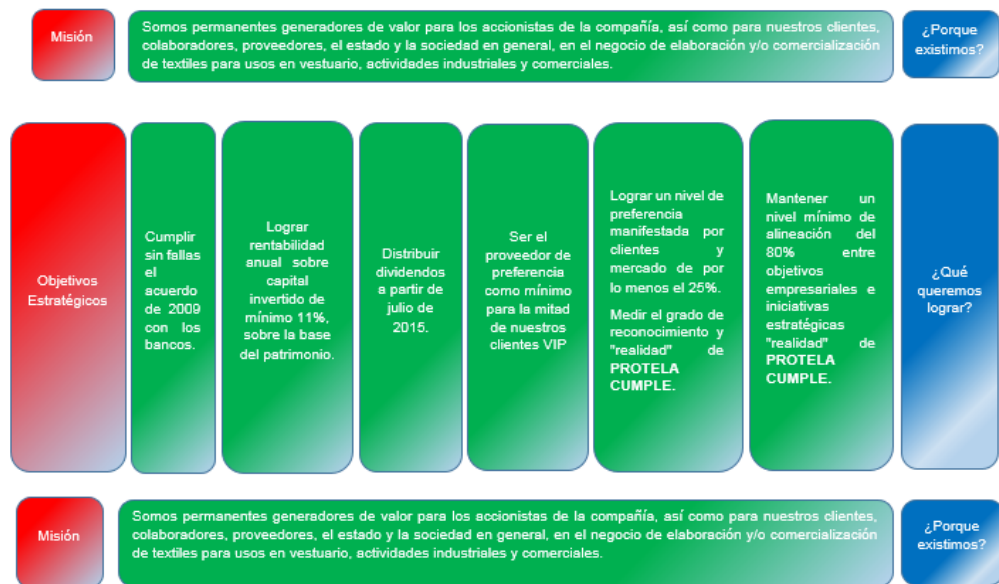 Misión
Somos permanentes generadores de valor para los accionistas de la compañía, así como para nuestros clientes,
colaboradores, proveedores, el estado y la sociedad en general, en el negocio de elaboración y/o comercialización
de textiles para usos en vestuario, actividades industriales y comerciales.
¿Porque
existimos?
Objetivos
Estratégicos
Cumplir
sin fallas
el
acuerdo
de 2009
con los
bancos.
Lograr
rentabilidad
anual sobre
capital
invertido de
mínimo 11%,
sobre la base
del patrimonio.
Distribuir
dividendos
a partir de
julio de
2015.
Ser el
proveedor de
preferencia
como mínimo
para la mitad
de nuestros
clientes VIP
Lograr un nivel de
preferencia
manifestada por
clientes y
mercado de por
lo menos el 25%.
Medir el grado de
reconocimiento y
"realidad" de
PROTELA
CUMPLE.
Mantener un
nivel mínimo de
alineación del
80% entre
objetivos
empresariales e
iniciativas
estratégicas
"realidad" de
PROTELA
CUMPLE.
¿Qué
queremos
lograr?
Misión
Somos permanentes generadores de valor para los accionistas de la compañía, así como para nuestros clientes,
colaboradores, proveedores, el estado y la sociedad en general, en el negocio de elaboración y/o comercialización
de textiles para usos en vestuario, actividades industriales y comerciales.
¿Porque
existimos?